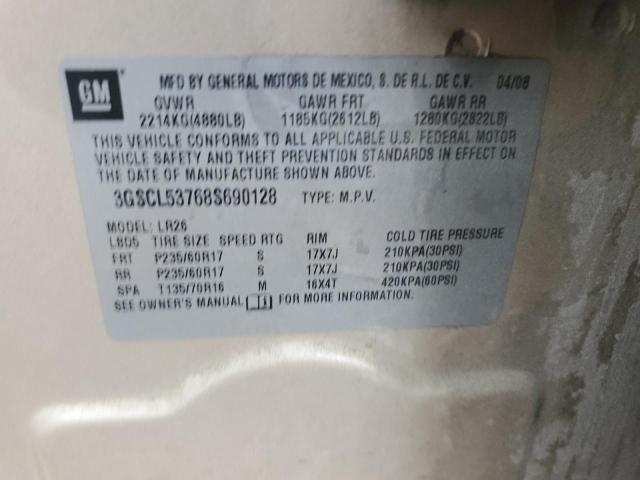 GM
MFD BY GENERAL MOTORS DE MEXICO, S. DE R.L. DE C.V. 04/08
GVWR GAWR FRT GAWR RR
2214KG(4880LB) 1185KG(2612LB) 1280KG(2822LB)
THIS VEHICLE CONFORMS TO ALL APPLICABLE U.S. FEDERAL MOTOR
VEHICLE SAFETY AND THEFT PREVENTION STANDARDS IN EFFECT ON
THE DATE OF MANUFACTURE SHOWN ABOVE.
3GSCL53768S690128 TYPE: M.P.V.
MODEL: LR26
LBDS TIRE SIZE SPEED RTG RIM COLD TIRE PRESSURE
FRT P235/60R17 S 17X7J 210KPA(30PSI)
RR P235/60R17 S 17X7J 210KPA(30PSI)
SPA T135/70R16 M 16X4T 420KPA(60PSI)
SEE OWNER'S MANUAL FOR MORE INFORMATION.